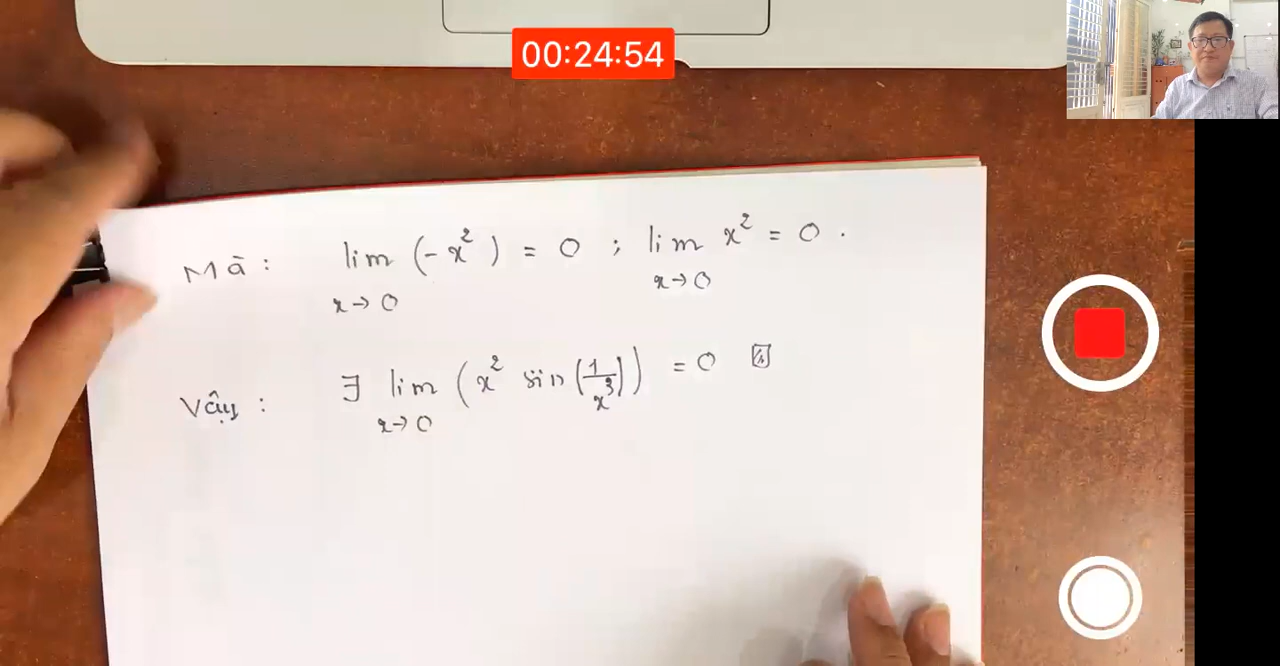 00:24:54
Mà : lim (-x²) = 0 ; lim x² = 0 .
x→0 x→0
Vậy : ∃ lim (x² sin(1/x³)) = 0
x→0